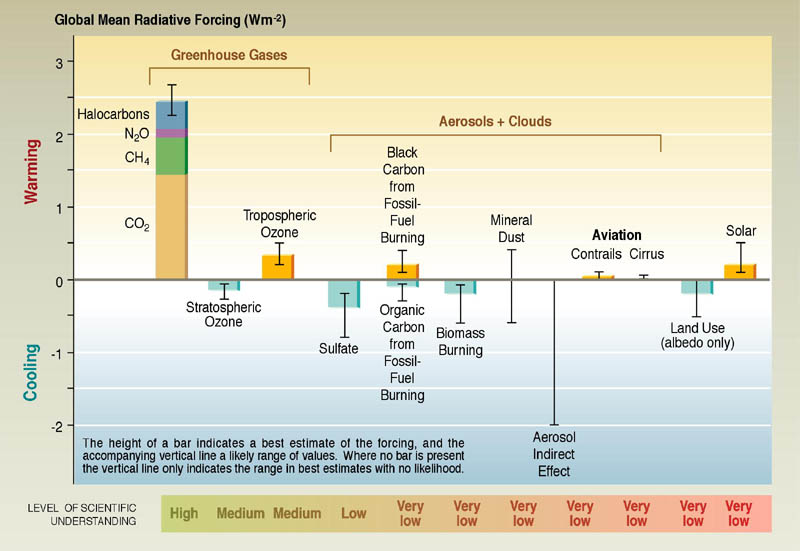 Global Mean Radiative Forcing (Wm-2)
3
2
1
0
-1
-2
Warming
Cooling
Greenhouse Gases
Halocarbons
N2O
CH4
CO2
Stratospheric
Ozone
Tropospheric
Ozone
Aerosols + Clouds
Sulfate
Black
Carbon
from
Fossil-
Fuel
Burning
Organic
Carbon
from
Fossil-
Fuel
Burning
Biomass
Burning
Mineral
Dust
Aerosol
Indirect
Effect
Aviation
Contrails Cirrus
Land Use
(albedo only)
Solar
The height of a bar indicates a best estimate of the forcing, and the
accompanying vertical line a likely range of values. Where no bar is present
the vertical line only indicates the range in best estimates with no likelihood.
LEVEL OF SCIENTIFIC
UNDERSTANDING
High
Medium
Medium
Low
Very
low
Very
low
Very
low
Very
low
Very
low
Very
low
Very
low